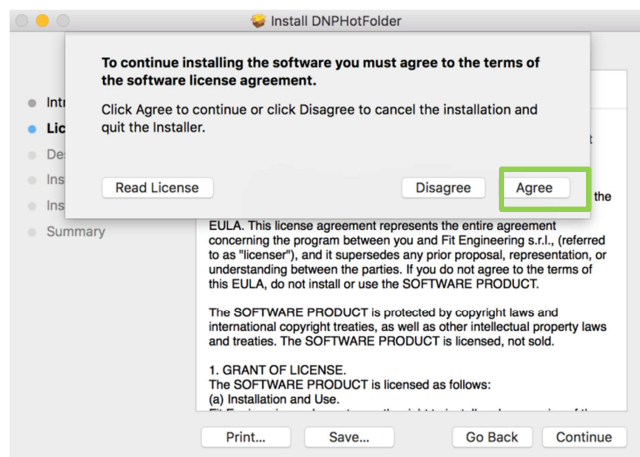 Install DNPHotFolder
To continue installing the software you must agree to the terms of
the software license agreement.
Click Agree to continue or click Disagree to cancel the installation and
quit the Installer.
Read License
Disagree
Agree
Intr
Lic
De
Ins
Ins
Summary
t
the
EULA. This license agreement represents the entire agreement
concerning the program between you and Fit Engineering s.r.l., (referred
to as "licenser"), and it supersedes any prior proposal, representation, or
understanding between the parties. If you do not agree to the terms of
this EULA, do not install or use the SOFTWARE PRODUCT.
The SOFTWARE PRODUCT is protected by copyright laws and
international copyright treaties, as well as other intellectual property laws
and treaties. The SOFTWARE PRODUCT is licensed, not sold.
1. GRANT OF LICENSE.
The SOFTWARE PRODUCT is licensed as follows:
(a) Installation and Use.
Print...
Save...
Go Back
Continue